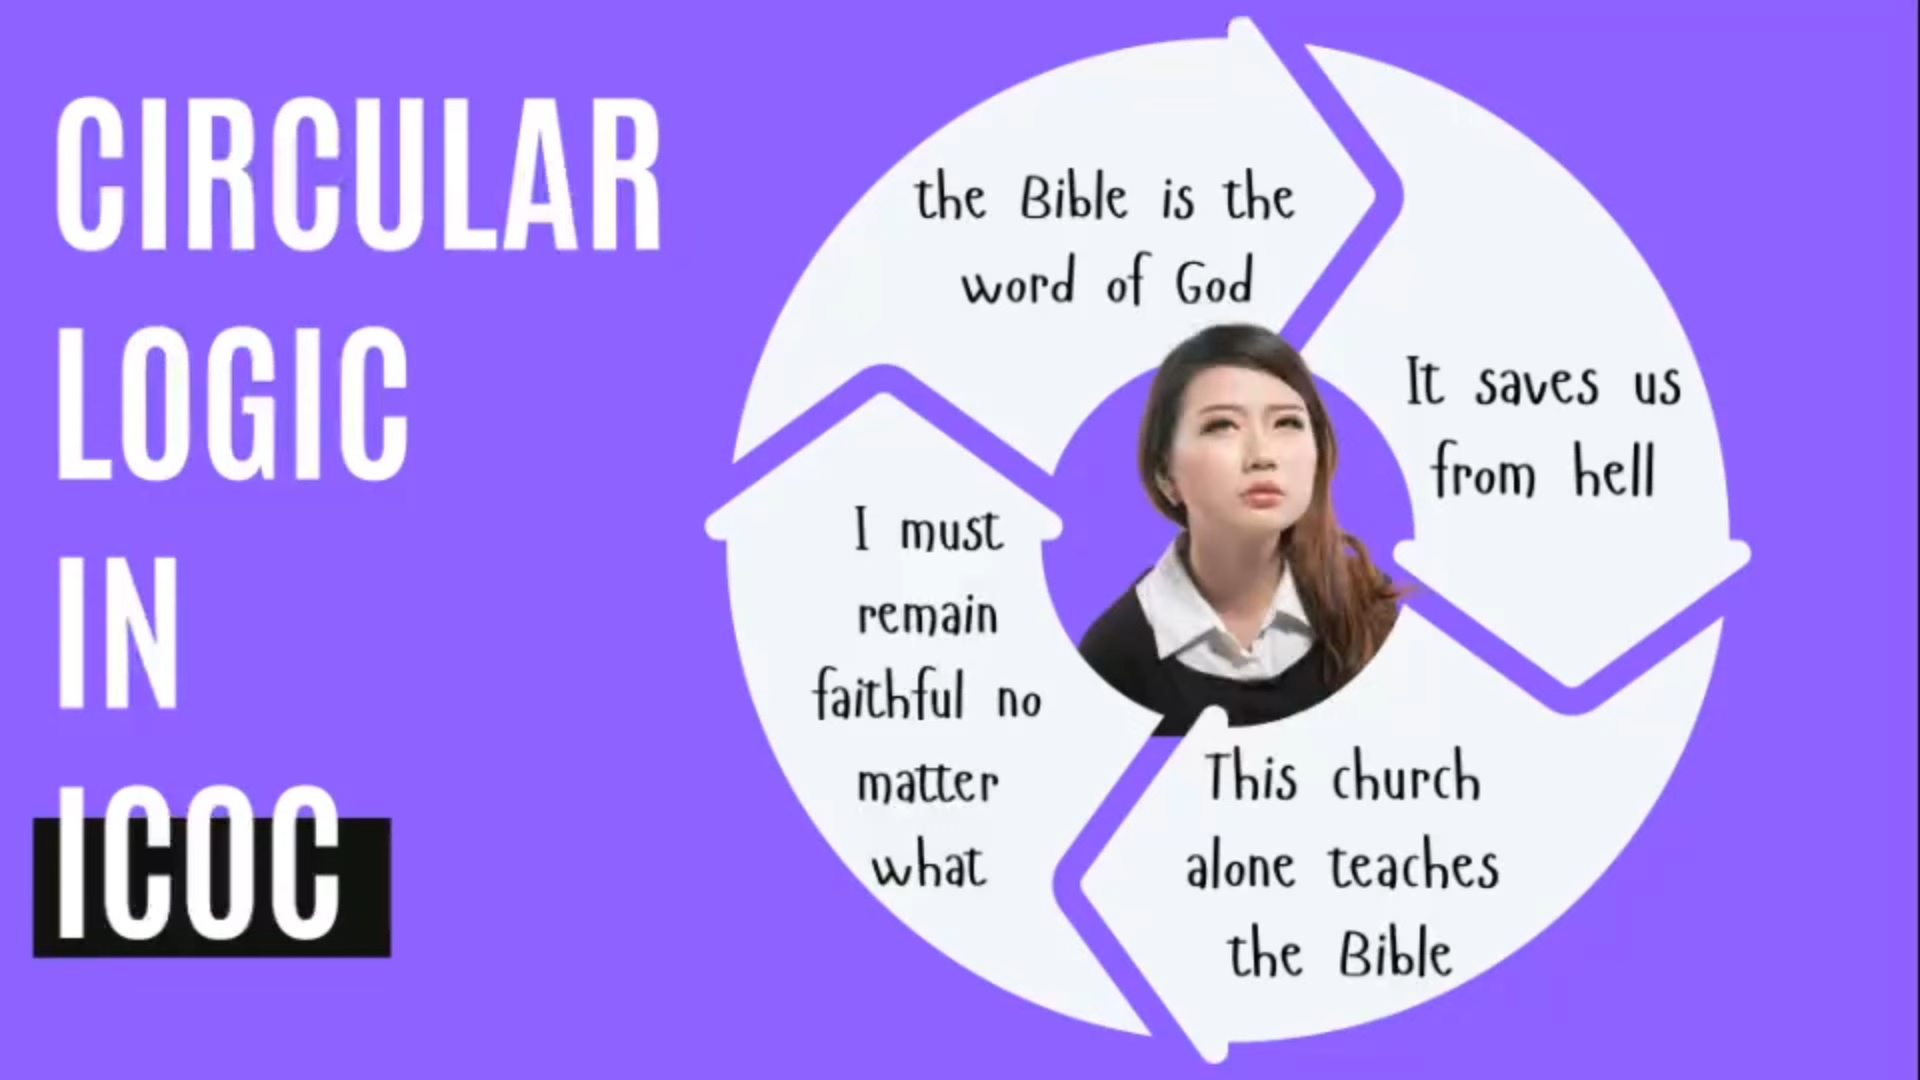 CIRCULAR
LOGIC
IN
ICOC
the Bible is the
word of God
It saves us
from hell
This church
alone teaches
the Bible
I must
remain
faithful no
matter
what